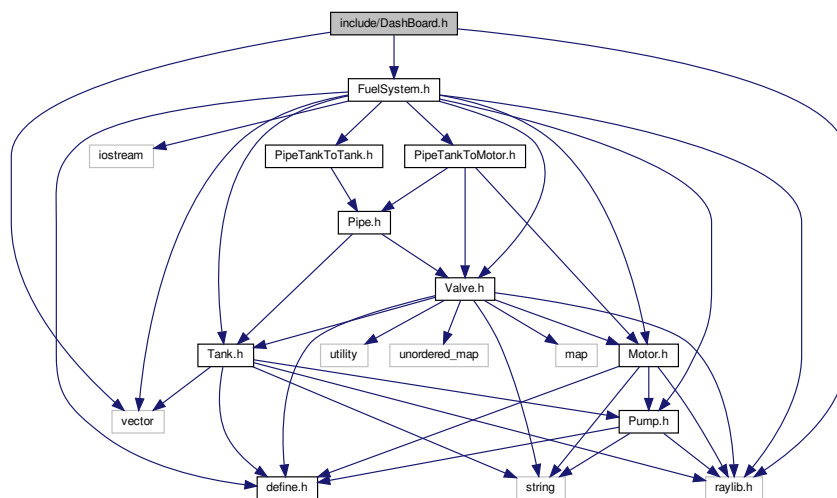 include/DashBoard.h
FuelSystem.h
iostream
PipeTankToTank.h
PipeTankToMotor.h
Pipe.h
Valve.h
Tank.h
utility
unordered_map
map
Motor.h
vector
Pump.h
define.h
string
raylib.h